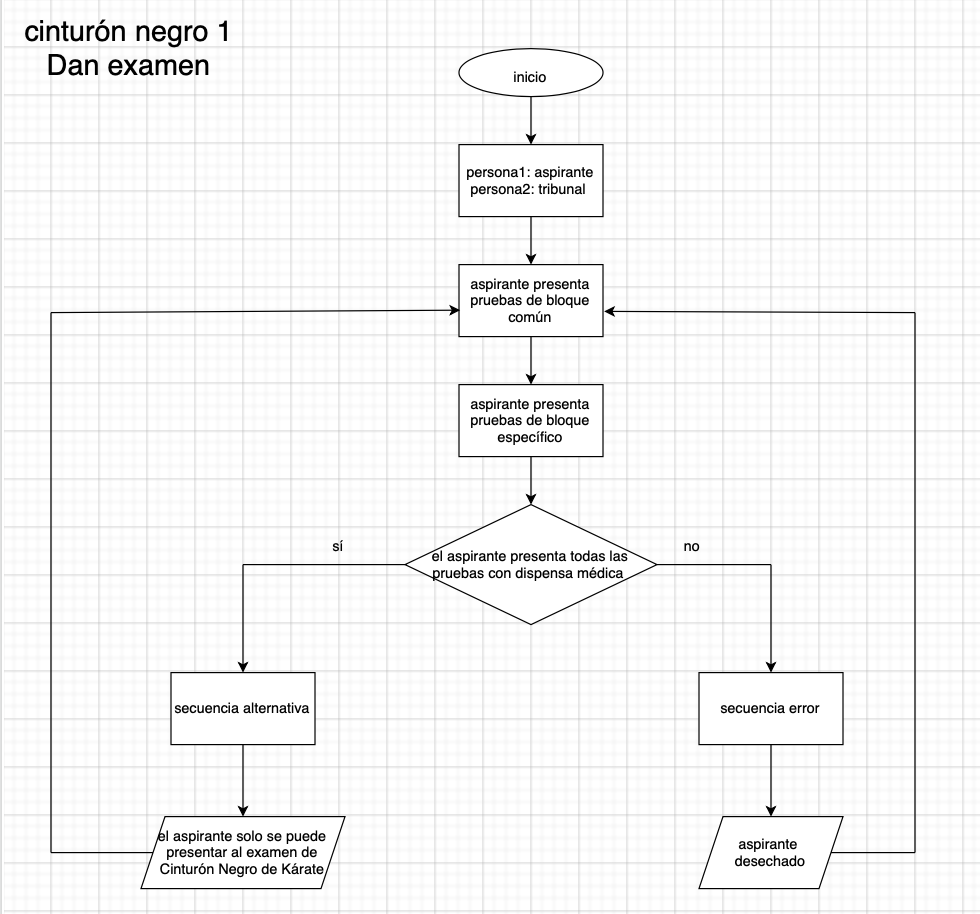 cinturón negro 1
Dan examen
inicio
persona1: aspirante
persona2: tribunal
aspirante presenta
pruebas de bloque
común
aspirante presenta
pruebas de bloque
específico
sí
no
el aspirante presenta todas las
pruebas con dispensa médica
secuencia alternativa
secuencia error
el aspirante solo se puede
presentar al examen de
Cinturón Negro de Kárate
aspirante
desechado